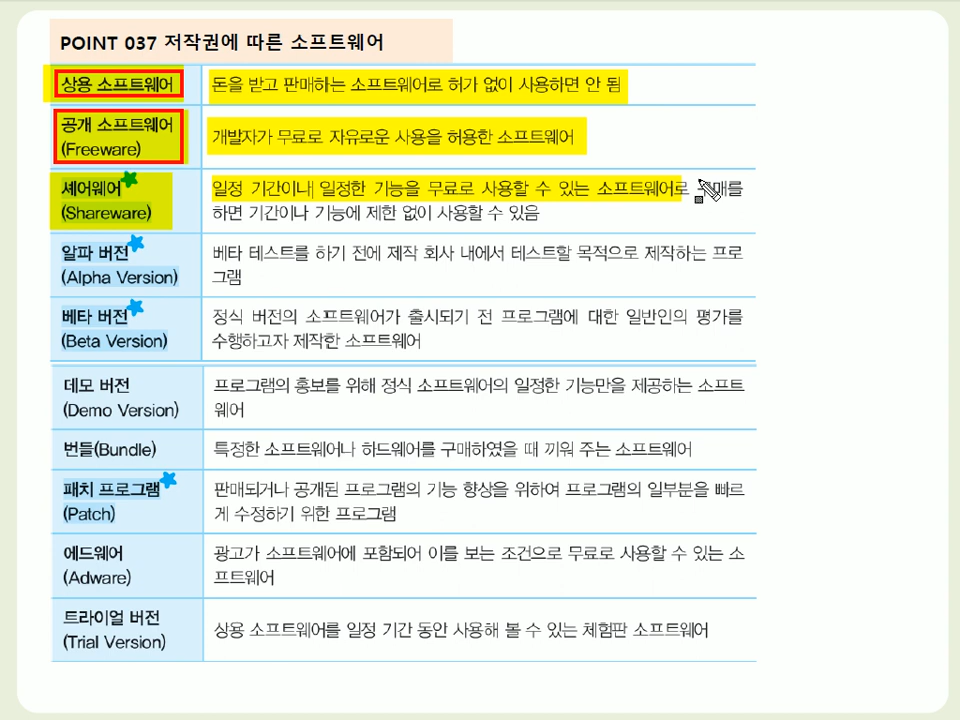 POINT 037 저작권에 따른 소프트웨어
상용 소프트웨어
돈을 받고 판매하는 소프트웨어로 허가 없이 사용하면 안 됨
공개 소프트웨어
(Freeware)
개발자가 무료로 자유로운 사용을 허용한 소프트웨어
셰어웨어
(Shareware)
일정 기간이나 일정한 기능을 무료로 사용할 수 있는 소프트웨어로
하면 기간이나 기능에 제한 없이 사용할 수 있음
알파 버전
(Alpha Version)
베타 테스트를 하기 전에 제작 회사 내에서 테스트할 목적으로 제작하는 프로
그램
베타 버전
(Beta Version)
정식 버전의 소프트웨어가 출시되기 전 프로그램에 대한 일반인의 평가를
수행하고자 제작한 소프트웨어
데모 버전
(Demo Version)
프로그램의 홍보를 위해 정식 소프트웨어의 일정한 기능만을 제공하는 소프트
웨어
번들(Bundle)
특정한 소프트웨어나 하드웨어를 구매하였을 때 끼워 주는 소프트웨어
패치 프로그램
(Patch)
판매되거나 공개된 프로그램의 기능 향상을 위하여 프로그램의 일부분을 빠르
게 수정하기 위한 프로그램
에드웨어
(Adware)
광고가 소프트웨어에 포함되어 이를 보는 조건으로 무료로 사용할 수 있는 소
프트웨어
트라이얼 버전
(Trial Version)
상용 소프트웨어를 일정 기간 동안 사용해 볼 수 있는 체험판 소프트웨어